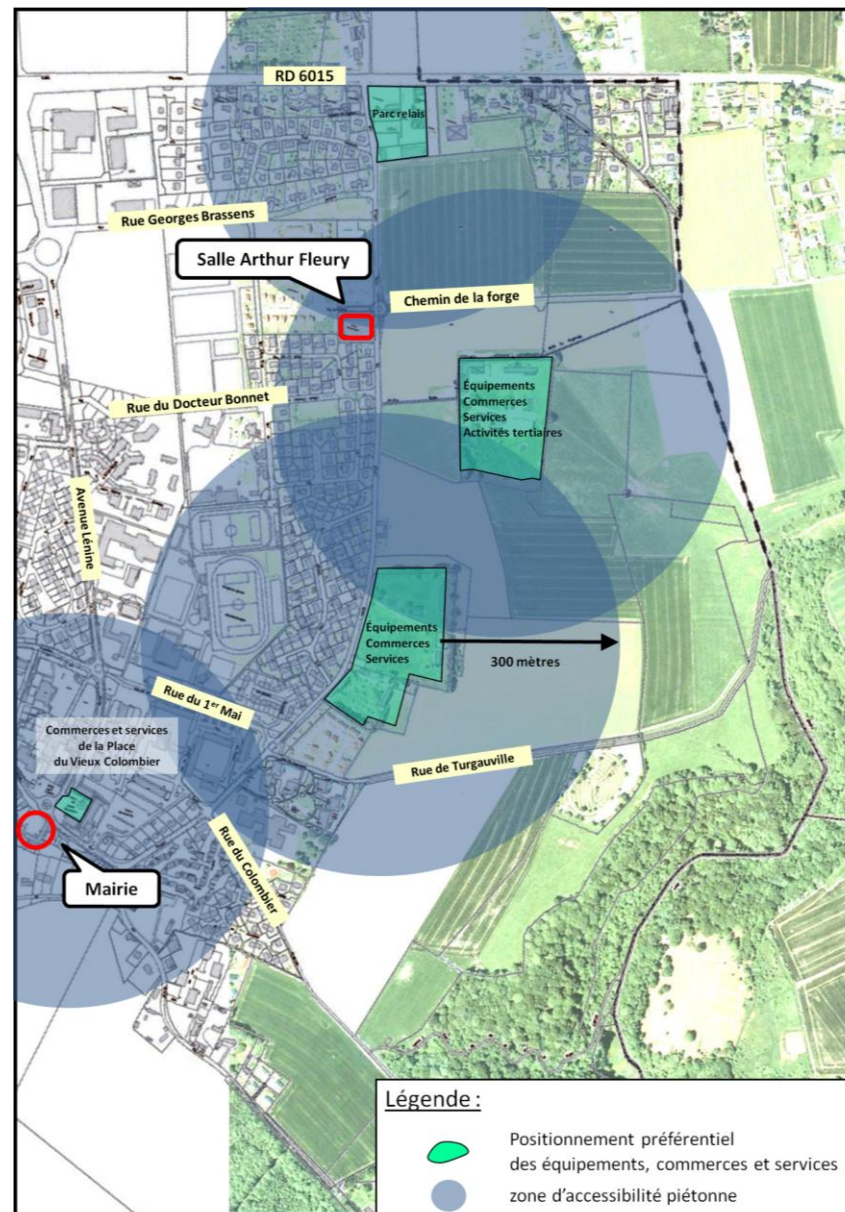 RD 6015
Parc relais
Rue Georges Brassens
Salle Arthur Fleury
Chemin de la forge
Équipements
Commerces
Services
Activités tertiaires
Rue du Docteur Bonnet
Avenue Lénine
Équipements
Commerces
Services
300 mètres
Rue du 1er Mai
Commerces et services
de la Place
du Vieux Colombier
Rue de Turgauville
Rue du Colombier
Mairie
Légende :
Positionnement préférentiel
des équipements, commerces et services
zone d'accessibilité piétonne